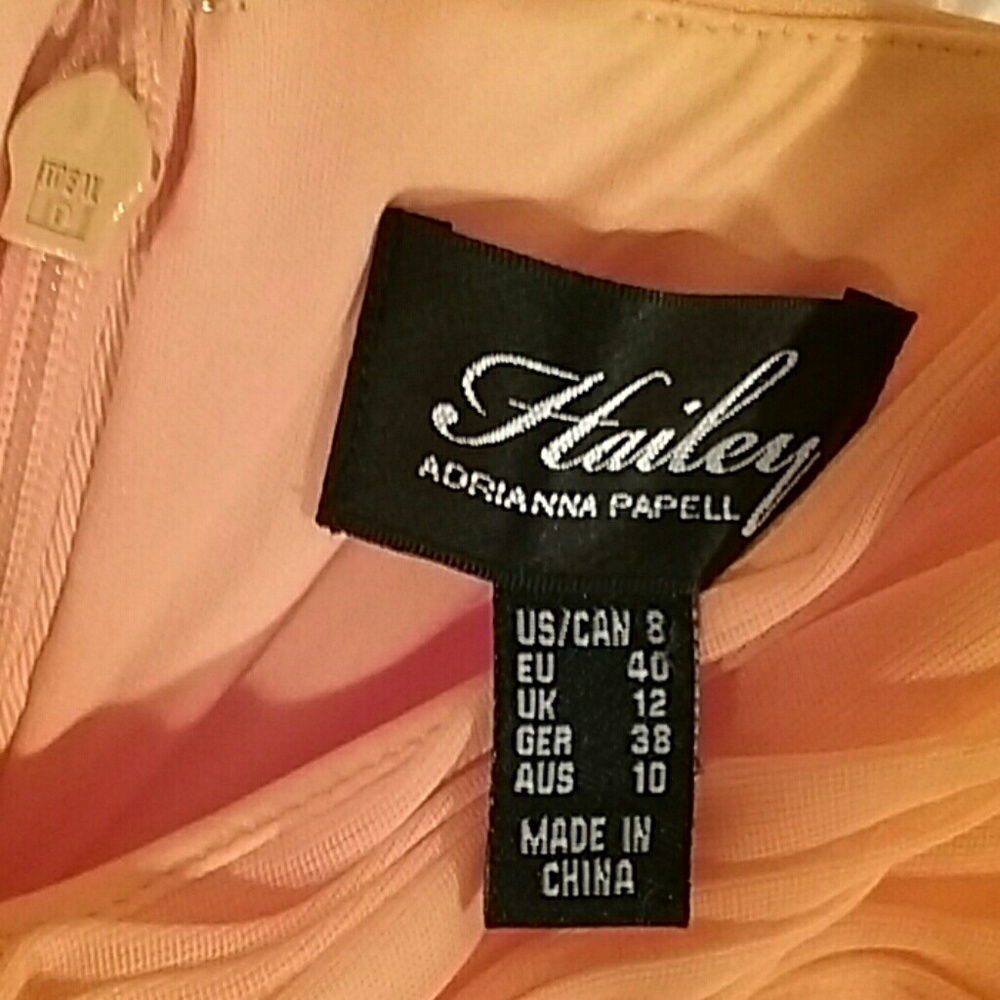 Hailey
ADRIANNA PAPELL
US/CAN 8
EU 40
UK 12
GER 38
AUS 10
MADE IN
CHINA